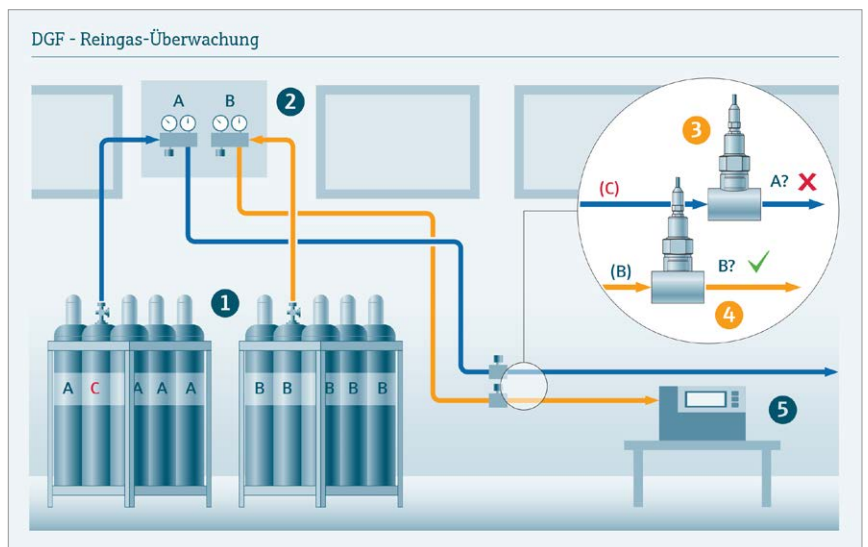 DGF - Reingas-Überwachung
A B 2
3
(C) A? X
(B) B? ✓
4
1
A C A A A B B B B B
5